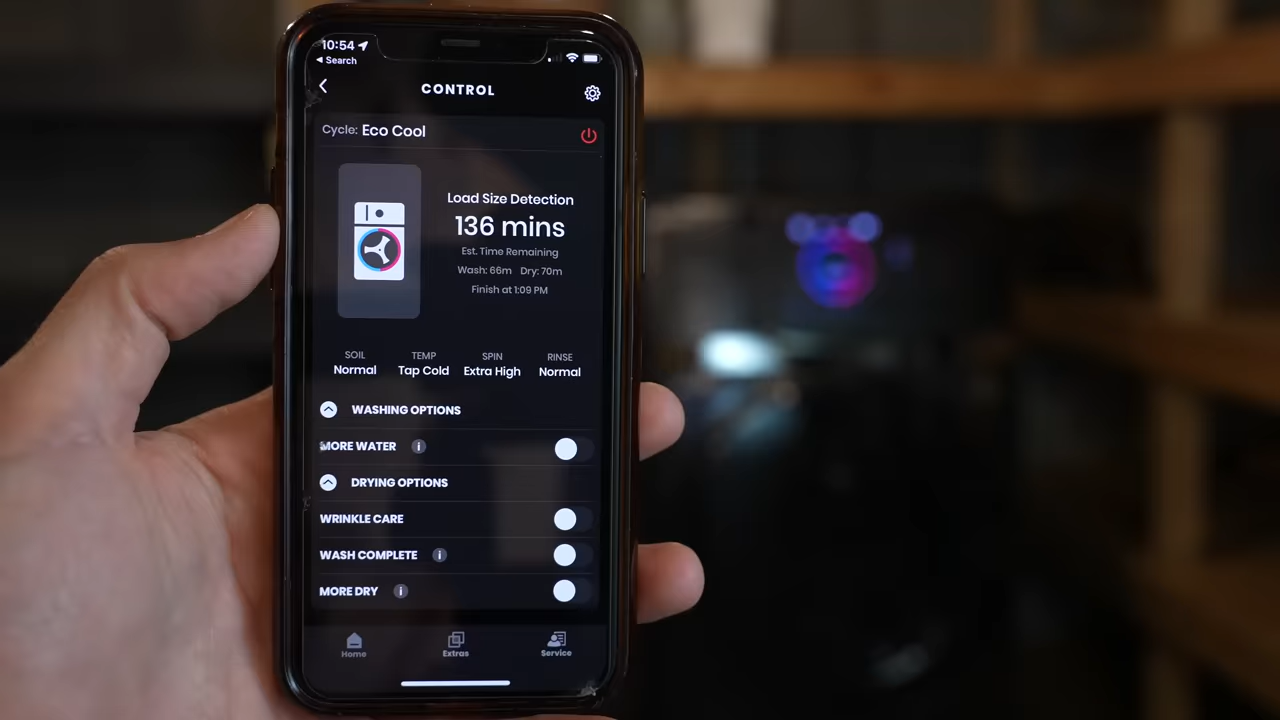 10:54
◀ Search
CONTROL
Cycle: Eco Cool
Load Size Detection
136 mins
Est. Time Remaining
Wash: 66m Dry: 70m
Finish at 1:09 PM
SOIL TEMP SPIN RINSE
Normal Tap Cold Extra High Normal
WASHING OPTIONS
MORE WATER i
DRYING OPTIONS
WRINKLE CARE
WASH COMPLETE i
MORE DRY i
Home Extras Service